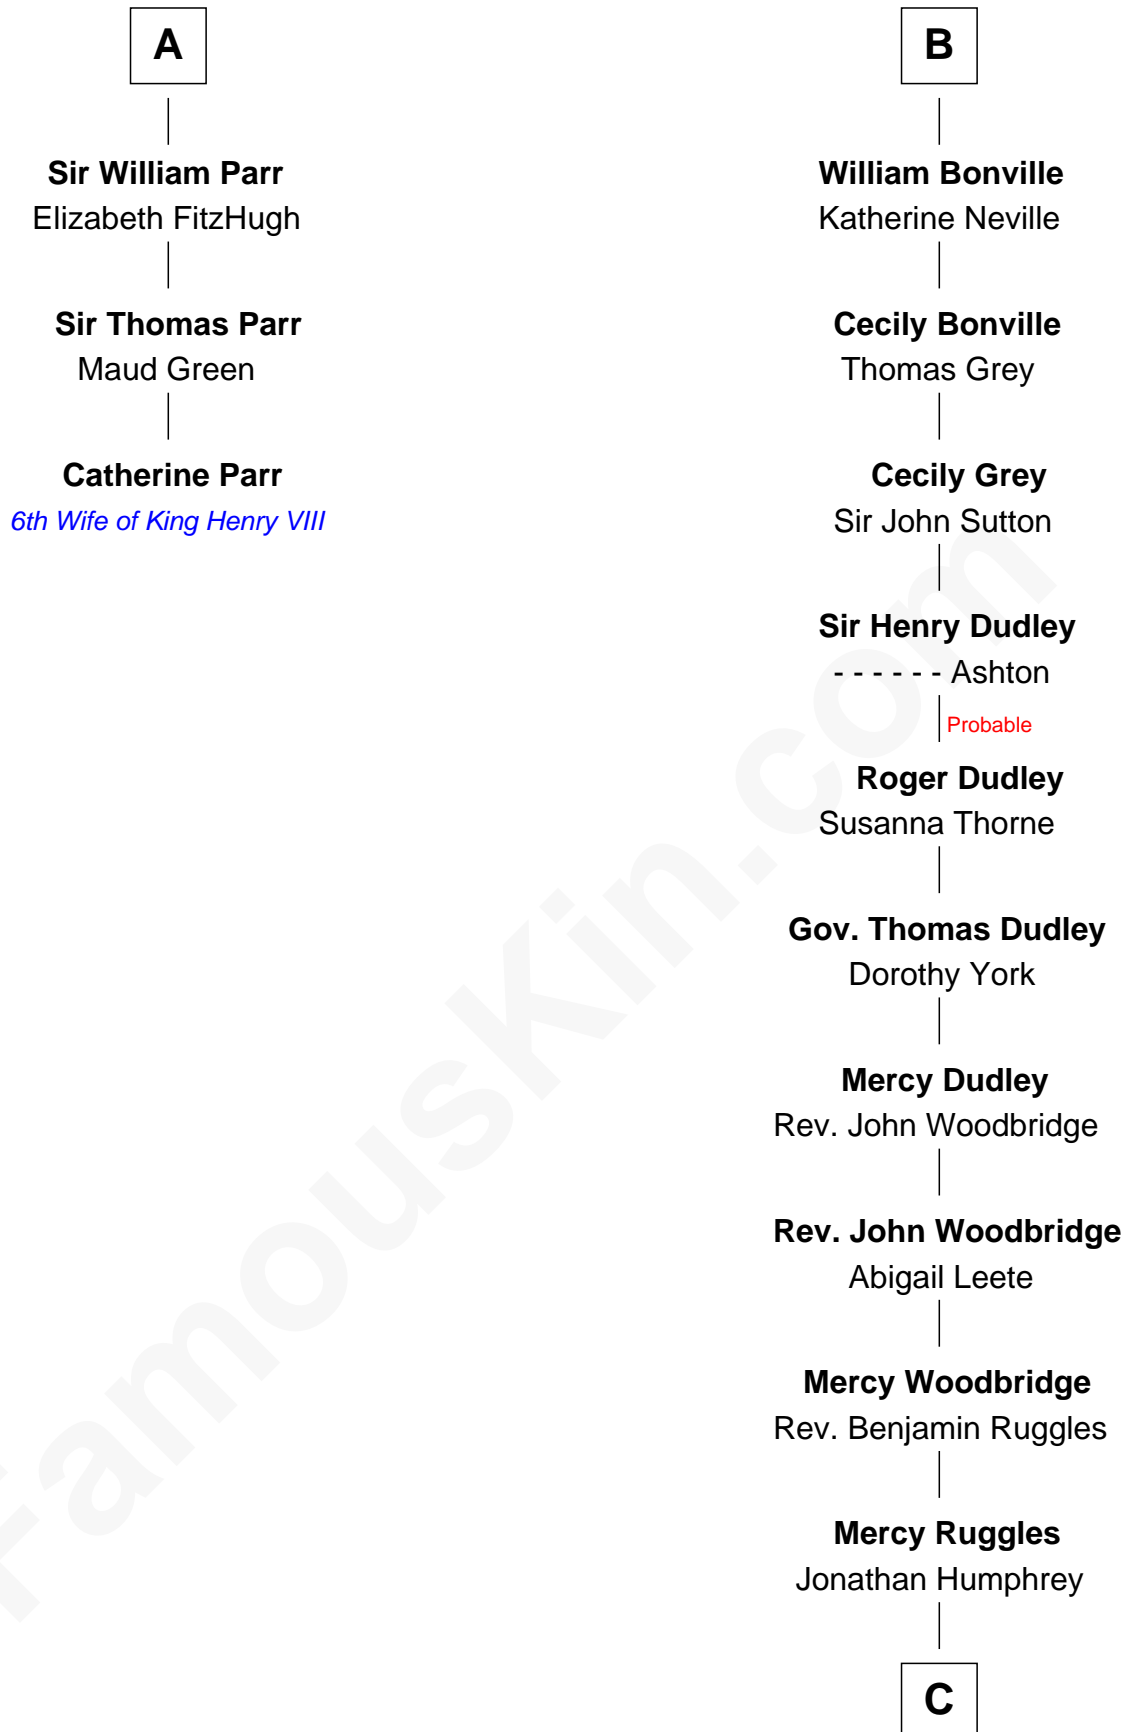 A
Sir William Parr
Elizabeth FitzHugh
Sir Thomas Parr
Maud Green
Catherine Parr
6th Wife of King Henry VIII
B
William Bonville
Katherine Neville
Cecily Bonville
Thomas Grey
Cecily Grey
Sir John Sutton
Sir Henry Dudley
- - - - - - Ashton
Probable
Roger Dudley
Susanna Thorne
Gov. Thomas Dudley
Dorothy York
Mercy Dudley
Rev. John Woodbridge
Rev. John Woodbridge
Abigail Leete
Mercy Woodbridge
Rev. Benjamin Ruggles
Mercy Ruggles
Jonathan Humphrey
C
FamousKin.com